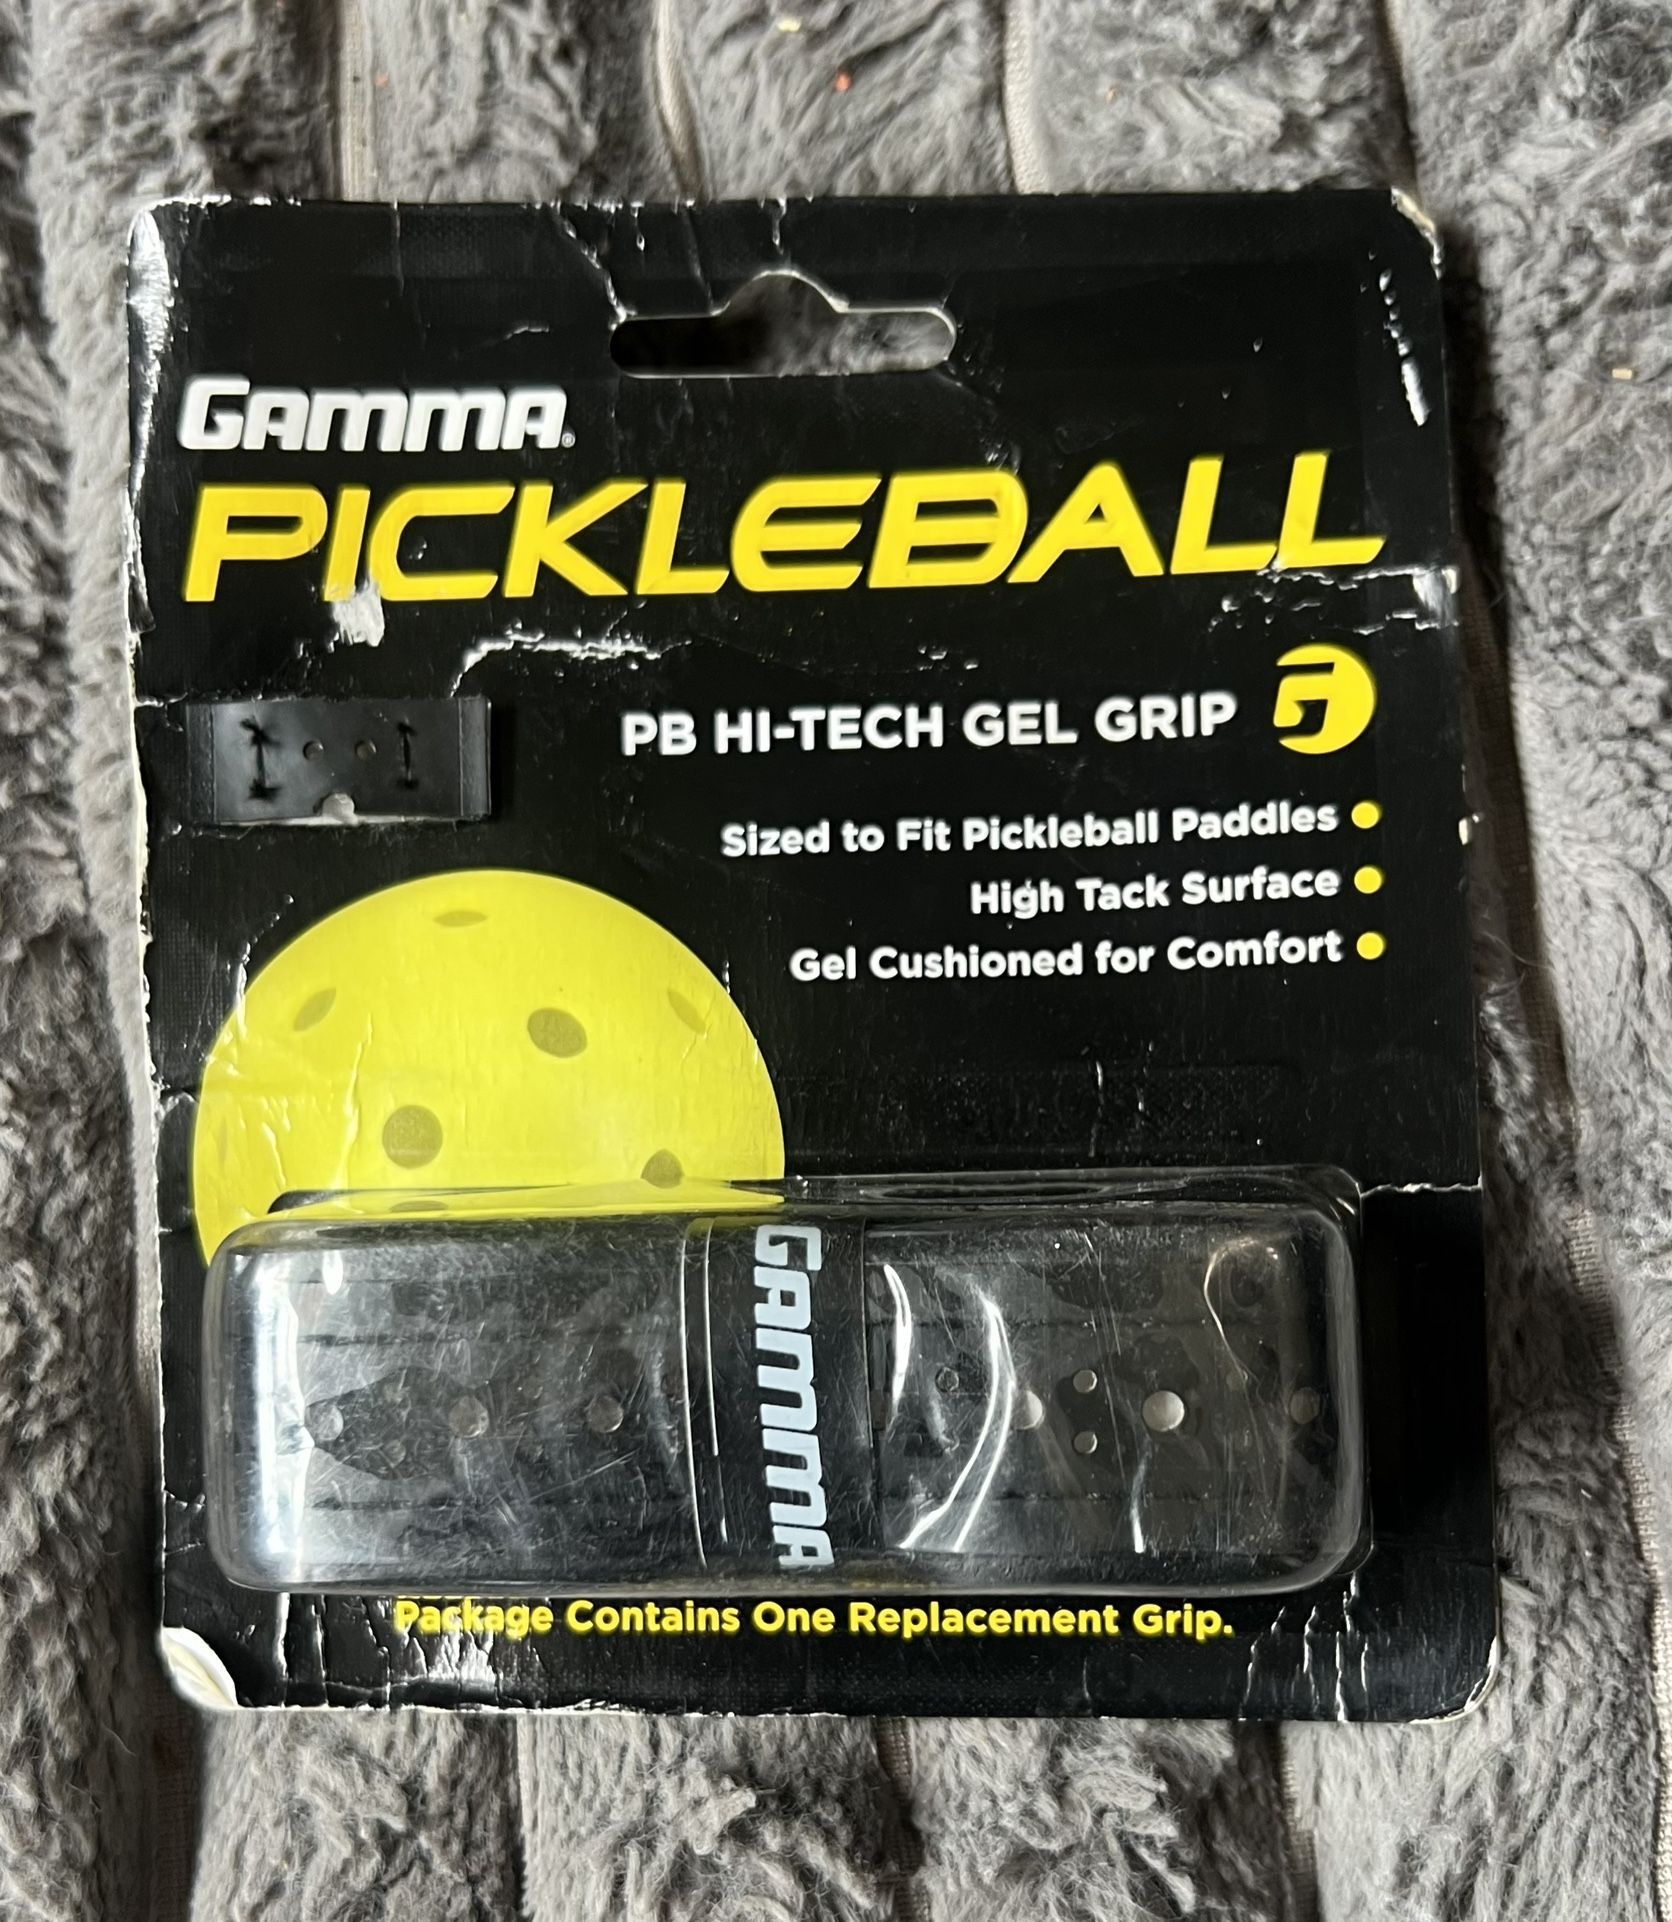 GAMMA®
PICKLEBALL
PB HI-TECH GEL GRIP
Sized to Fit Pickleball Paddles
High Tack Surface
Gel Cushioned for Comfort
GAMMA
Package Contains One Replacement Grip.